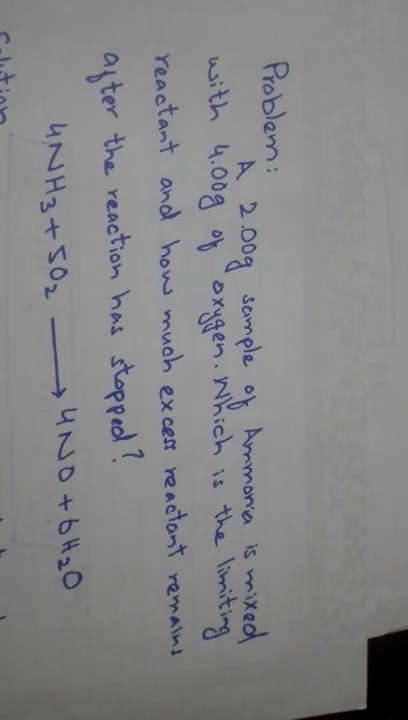 Problem:
A 2.00g sample of Ammonia is mixed
with 4.00g of oxygen. Which is the limiting
reactant and how much excess reactant remains
after the reaction has stopped?
4NH3 + 5O2 ⟶ 4NO + 6H2O
Solution